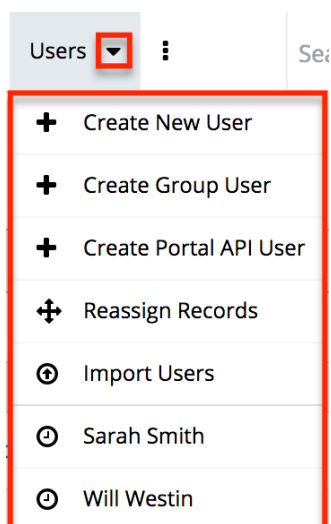 Users
Create New User
Create Group User
Create Portal API User
Reassign Records
Import Users
Sarah Smith
Will Westin